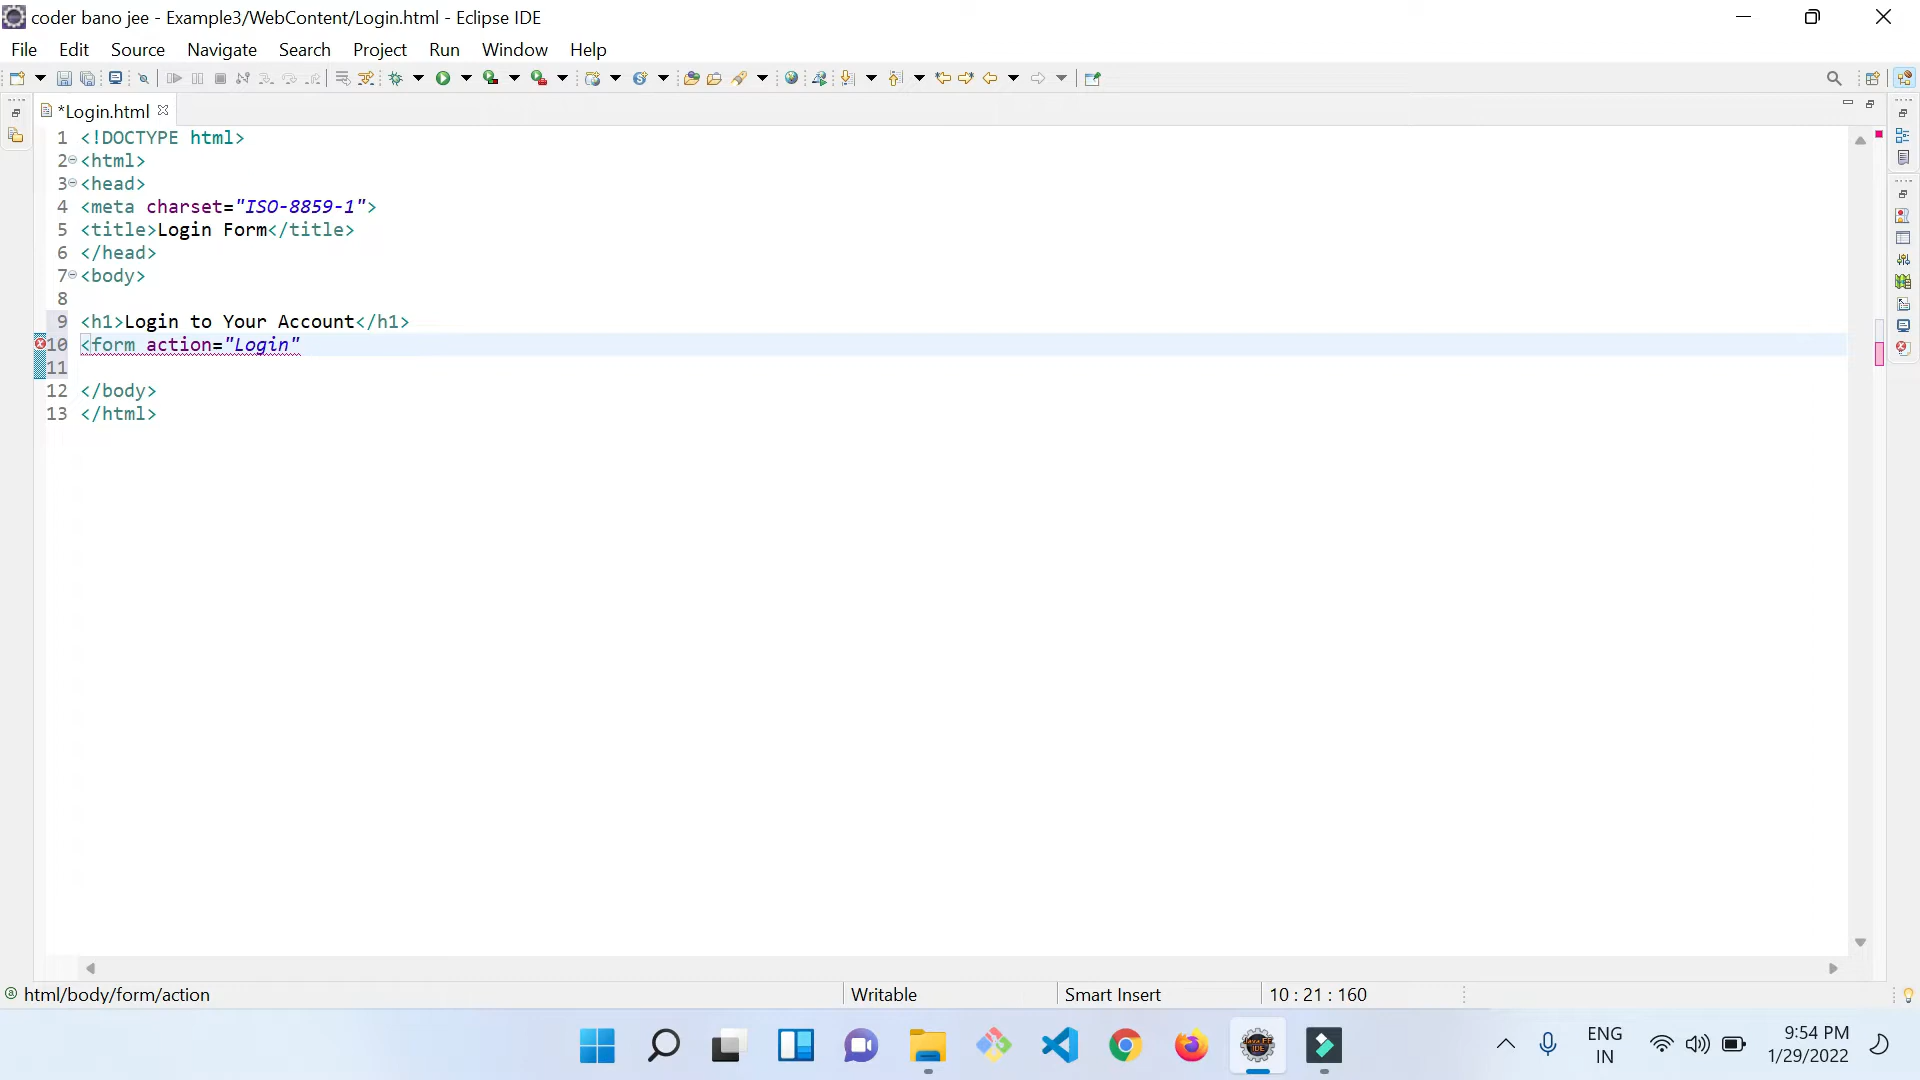 coder bano jee - Example3/WebContent/Login.html - Eclipse IDE
File Edit Source Navigate Search Project Run Window Help
*Login.html
1 <!DOCTYPE html>
2 <html>
3 <head>
4 <meta charset="ISO-8859-1">
5 <title>Login Form</title>
6 </head>
7 <body>
8
9 <h1>Login to Your Account</h1>
10 <form action="Login"
11
12 </body>
13 </html>
html/body/form/action Writable Smart Insert 10 : 21 : 160
ENG
IN
9:54 PM
1/29/2022